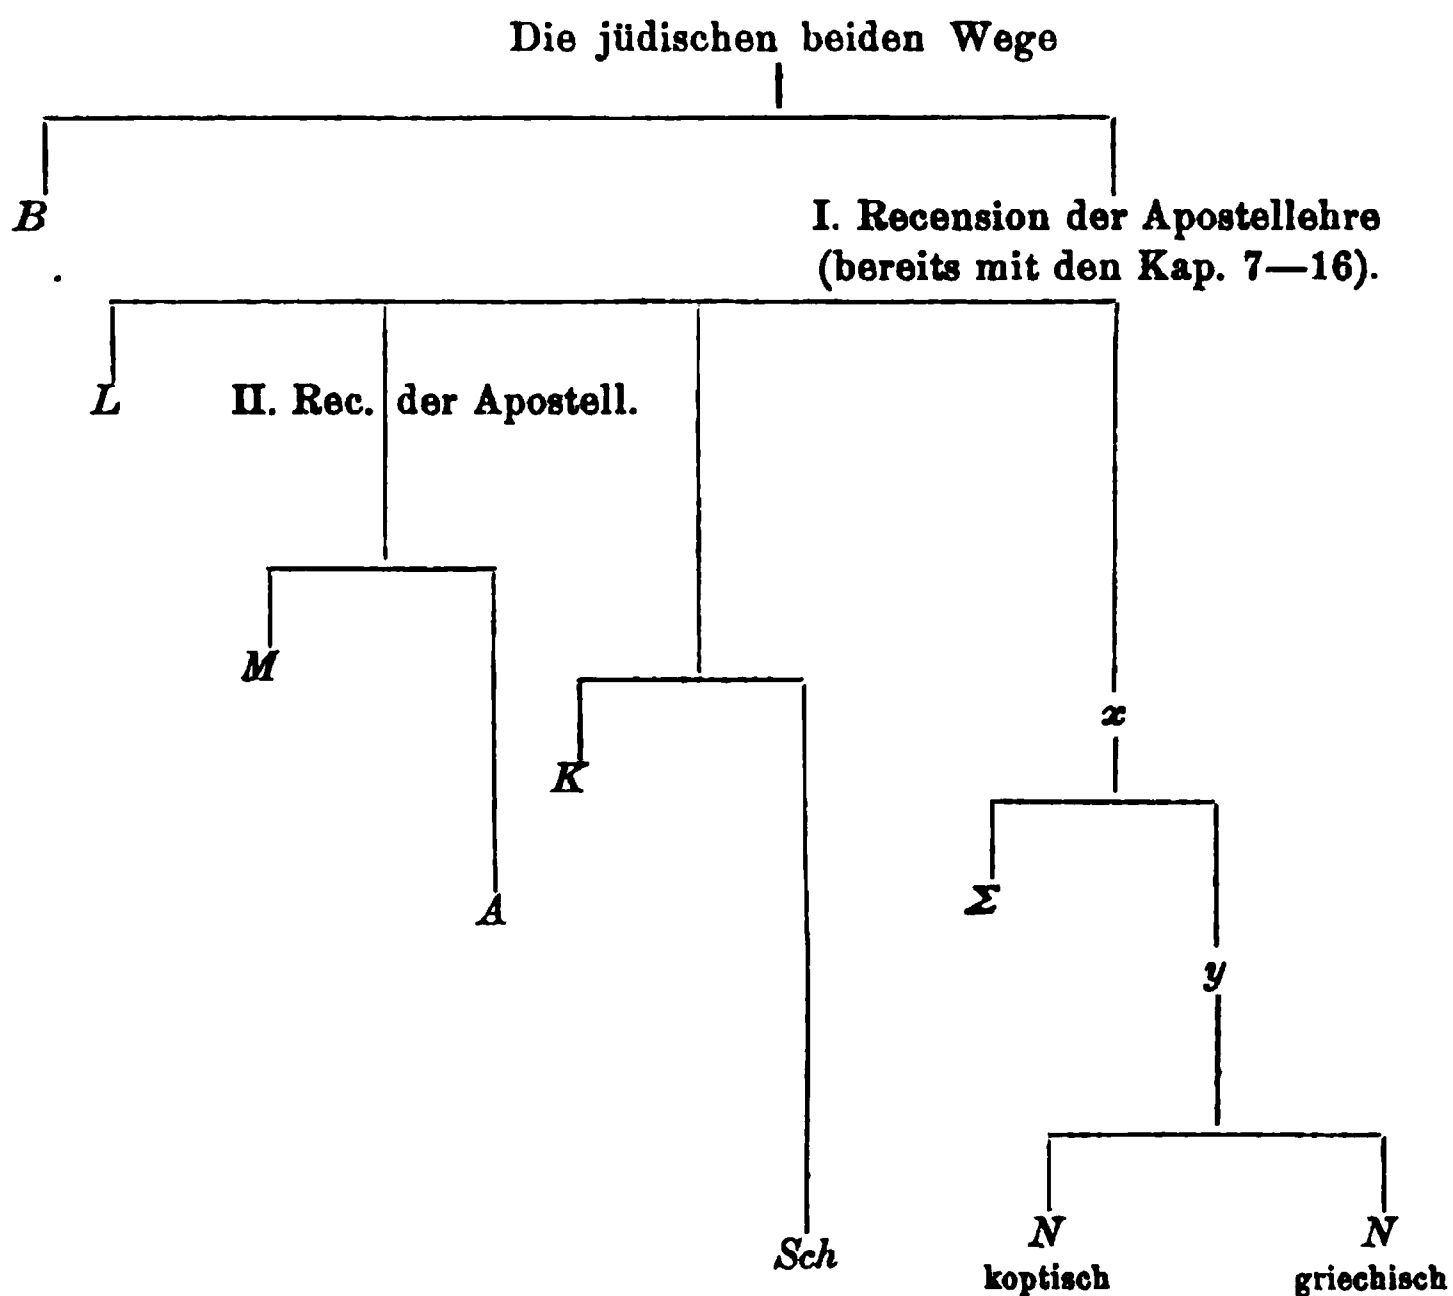 Die jüdischen beiden Wege
B
I. Recension der Apostellehre
(bereits mit den Kap. 7—16).
L
II. Rec. der Apostell.
M
x
K
Σ
A
y
N
N
Sch
koptisch
griechisch